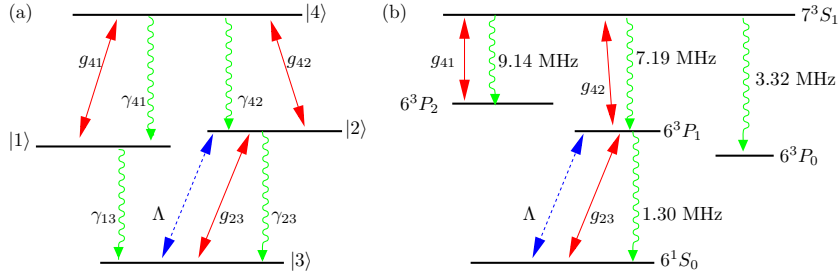 (a)
|4⟩
g₄₁
γ₄₁
γ₄₂
g₄₂
|1⟩
|2⟩
γ₁₃
Λ
g₂₃
γ₂₃
|3⟩
(b)
7³S₁
g₄₁
9.14 MHz
g₄₂
7.19 MHz
3.32 MHz
6³P₂
6³P₁
6³P₀
Λ
g₂₃
1.30 MHz
6¹S₀